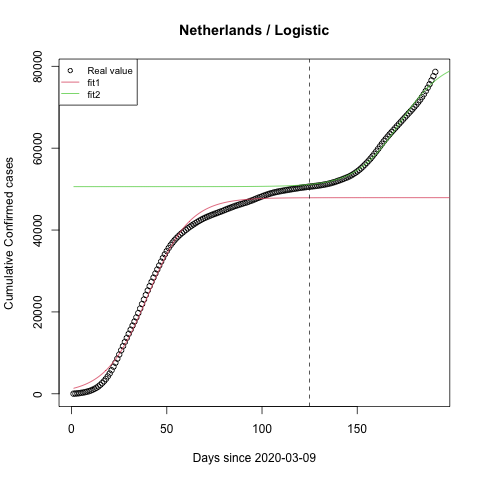 Netherlands / Logistic
Real value
fit1
fit2
Cumulative Confirmed cases
80000
60000
40000
20000
0
0 50 100 150
Days since 2020-03-09